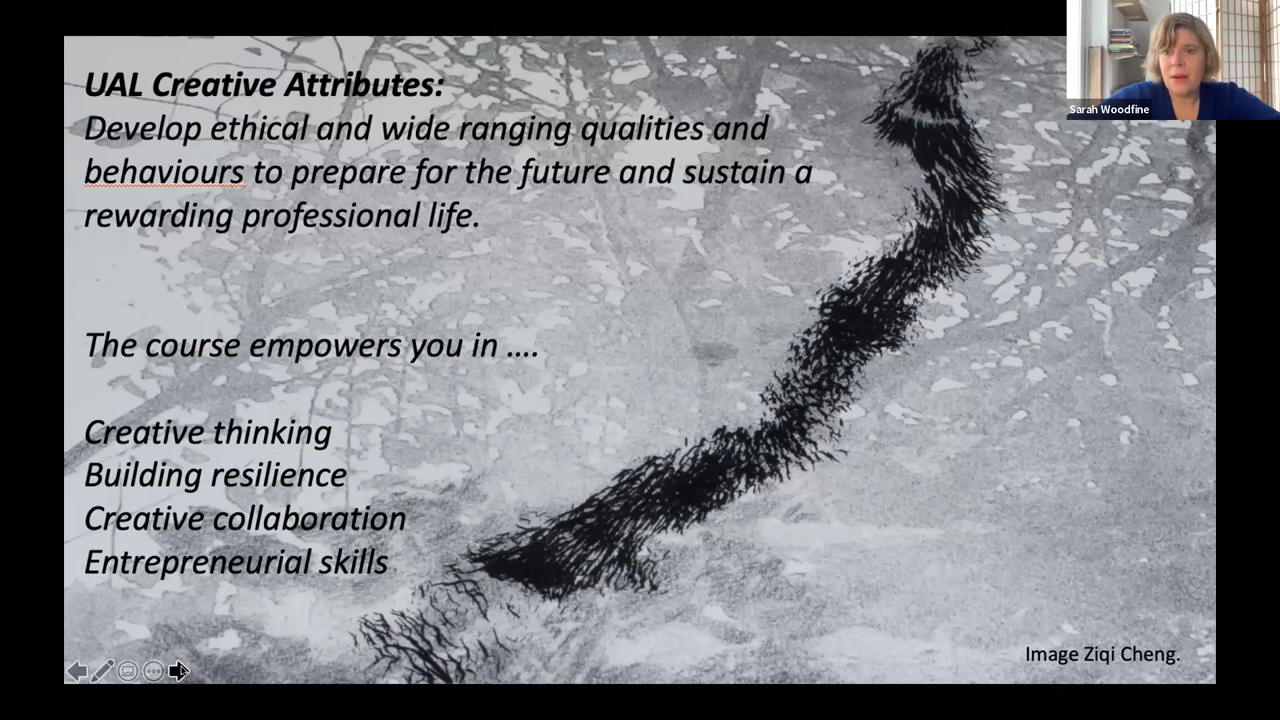 UAL Creative Attributes:
Develop ethical and wide ranging qualities and
behaviours to prepare for the future and sustain a
rewarding professional life.
The course empowers you in ....
Creative thinking
Building resilience
Creative collaboration
Entrepreneurial skills
Image Ziqi Cheng.
Sarah Woodfine